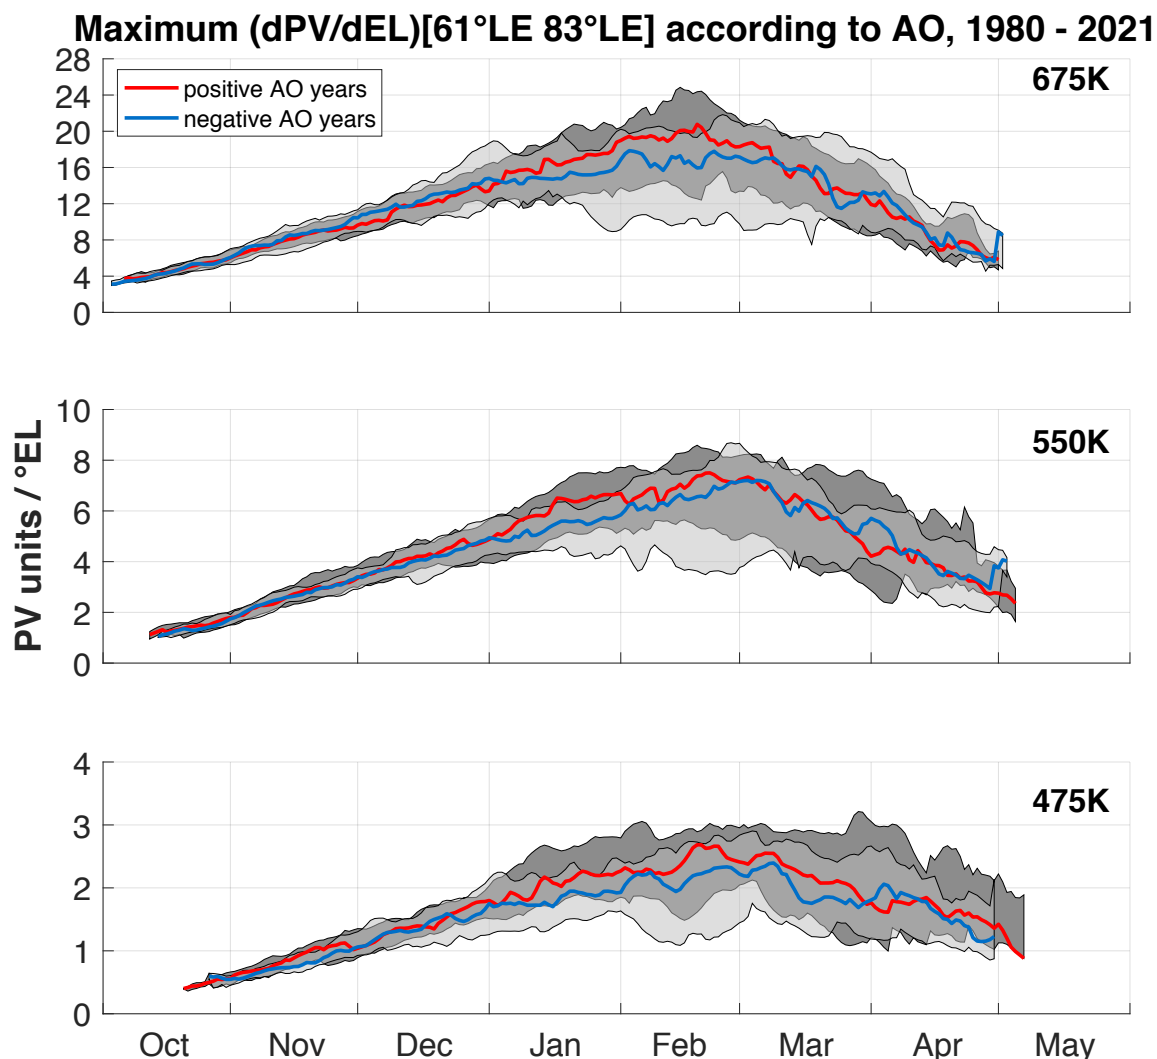 Maximum (dPV/dEL)[61°LE 83°LE] according to AO, 1980 - 2021
28
24
20
16
12
8
4
0
positive AO years
negative AO years
675K
PV units / °EL
10
8
6
4
2
0
550K
4
3
2
1
0
475K
Oct Nov Dec Jan Feb Mar Apr May